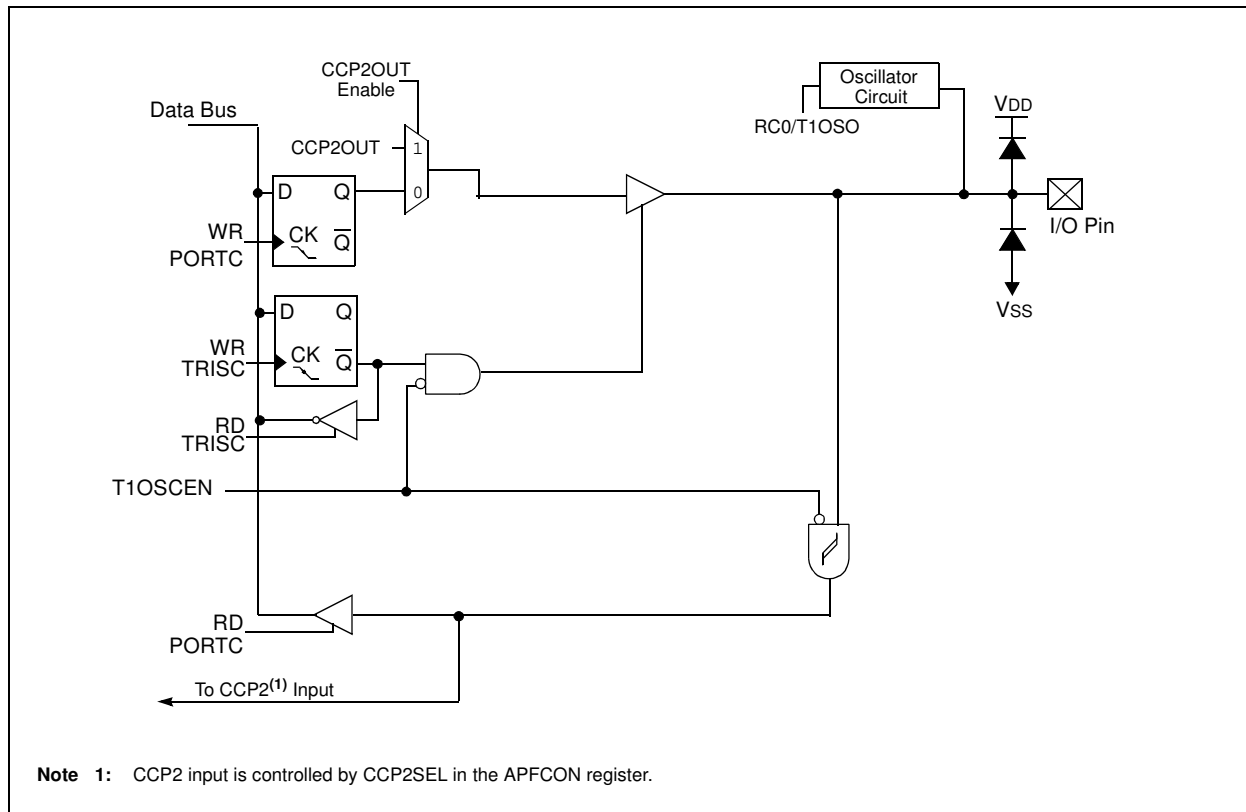 CCP2OUT
Enable
Oscillator
Circuit
Data Bus
VDD
RC0/T1OSO
CCP2OUT
1
0
D Q
CK Q
WR
PORTC
I/O Pin
VSS
D Q
CK Q
WR
TRISC
RD
TRISC
T1OSCEN
RD
PORTC
To CCP2(1) Input
Note 1: CCP2 input is controlled by CCP2SEL in the APFCON register.